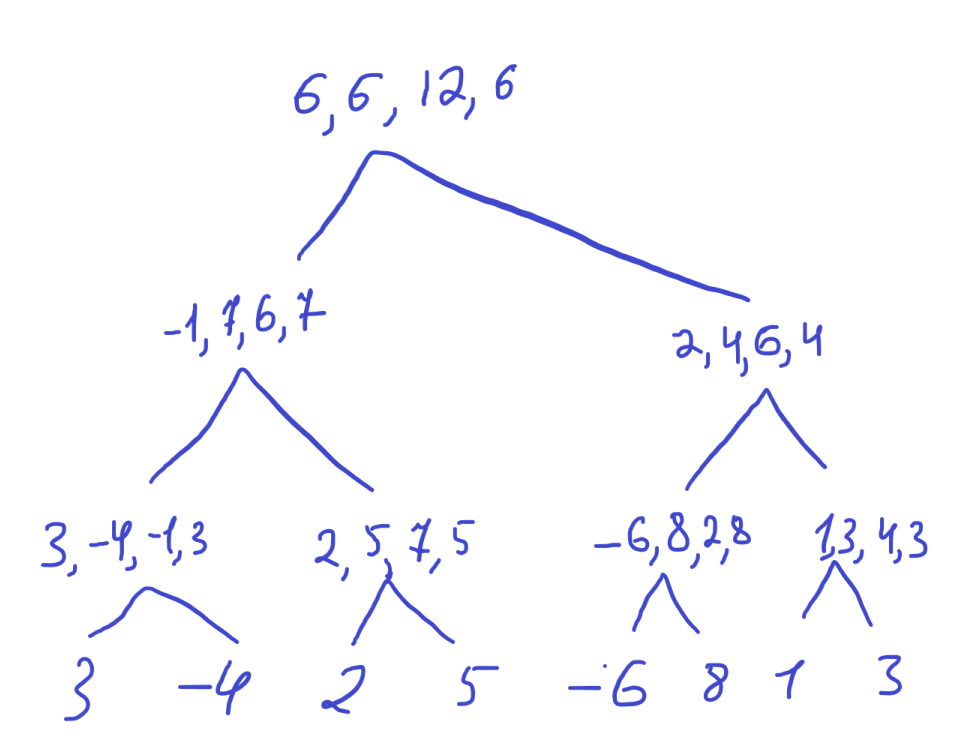 6, 6, 12, 6
-1, 7, 6, 7
2, 4, 6, 4
3, -4, -1, 3 2, 5, 7, 5 -6, 8, 2, 8 1, 3, 4, 3
3 -4 2 5 -6 8 1 3